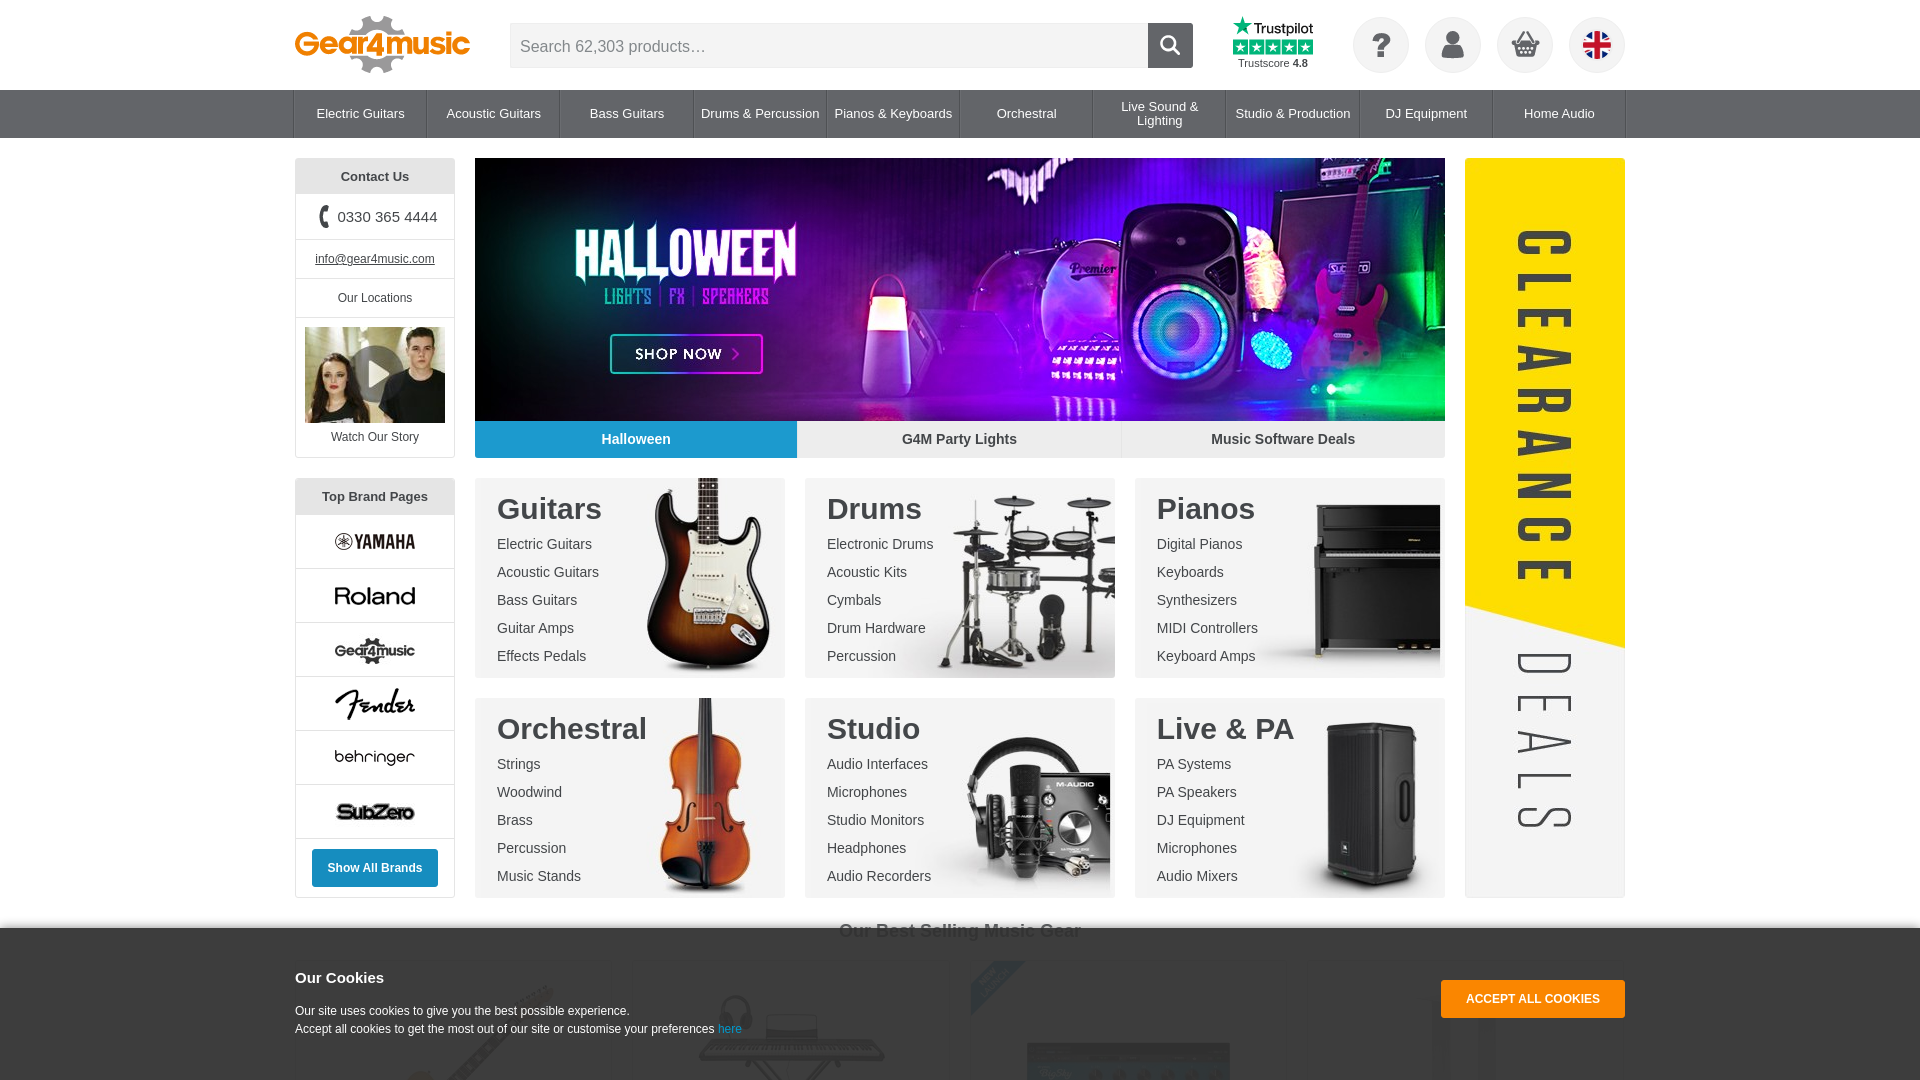 Gear4music
Search 62,303 products…
Trustpilot
Trustscore 4.8
?
Electric Guitars
Acoustic Guitars
Bass Guitars
Drums & Percussion
Pianos & Keyboards
Orchestral
Live Sound &
Lighting
Studio & Production
DJ Equipment
Home Audio
Contact Us
0330 365 4444
info@gear4music.com
Our Locations
Watch Our Story
HALLOWEEN
LIGHTS | FX | SPEAKERS
SHOP NOW
Premier
SubZero
Halloween
G4M Party Lights
Music Software Deals
CLEARANCE
DEALS
Top Brand Pages
YAMAHA
Roland
Gear4music
Fender
behringer
SubZero
Show All Brands
Guitars
Electric Guitars
Acoustic Guitars
Bass Guitars
Guitar Amps
Effects Pedals
Drums
Electronic Drums
Acoustic Kits
Cymbals
Drum Hardware
Percussion
Pianos
Digital Pianos
Keyboards
Synthesizers
MIDI Controllers
Keyboard Amps
Orchestral
Strings
Woodwind
Brass
Percussion
Music Stands
Studio
Audio Interfaces
Microphones
Studio Monitors
Headphones
Audio Recorders
M-AUDIO
Live & PA
PA Systems
PA Speakers
DJ Equipment
Microphones
Audio Mixers
Our Best Selling Music Gear
Our Cookies
Our site uses cookies to give you the best possible experience.
Accept all cookies to get the most out of our site or customise your preferences here
ACCEPT ALL COOKIES